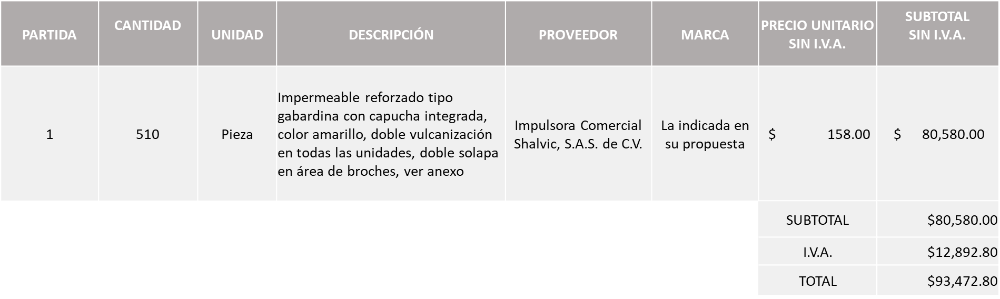 PARTIDA
CANTIDAD
UNIDAD
DESCRIPCIÓN
PROVEEDOR
MARCA
PRECIO UNITARIO
SIN I.V.A.
SUBTOTAL
SIN I.V.A.
1
510
Pieza
Impermeable reforzado tipo
gabardina con capucha integrada,
color amarillo, doble vulcanización
en todas las unidades, doble solapa
en área de broches, ver anexo
Impulsora Comercial
Shalvic, S.A.S. de C.V.
La indicada en
su propuesta
$ 158.00
$ 80,580.00
SUBTOTAL $80,580.00
I.V.A. $12,892.80
TOTAL $93,472.80